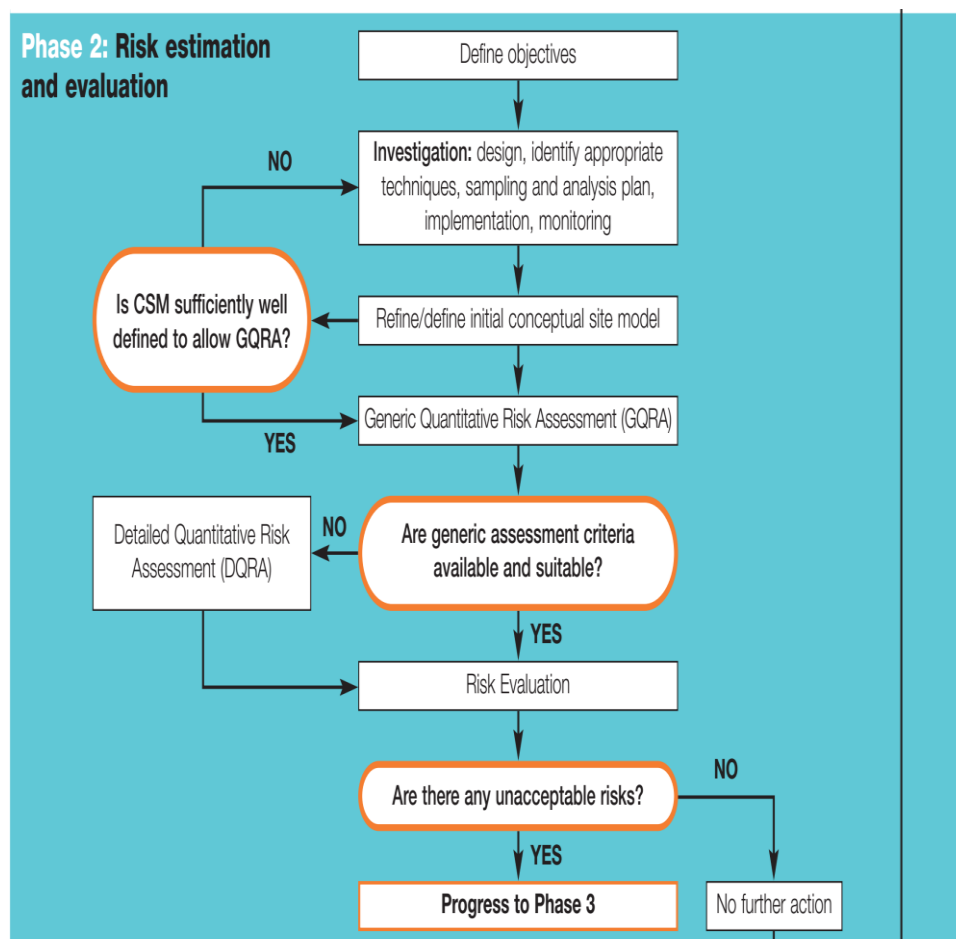 Phase 2: Risk estimation
and evaluation
Define objectives
NO
Investigation: design, identify appropriate
techniques, sampling and analysis plan,
implementation, monitoring
Is CSM sufficiently well
defined to allow GQRA?
Refine/define initial conceptual site model
YES
Generic Quantitative Risk Assessment (GQRA)
Detailed Quantitative Risk
Assessment (DQRA)
NO
Are generic assessment criteria
available and suitable?
YES
Risk Evaluation
Are there any unacceptable risks?
NO
YES
Progress to Phase 3
No further action